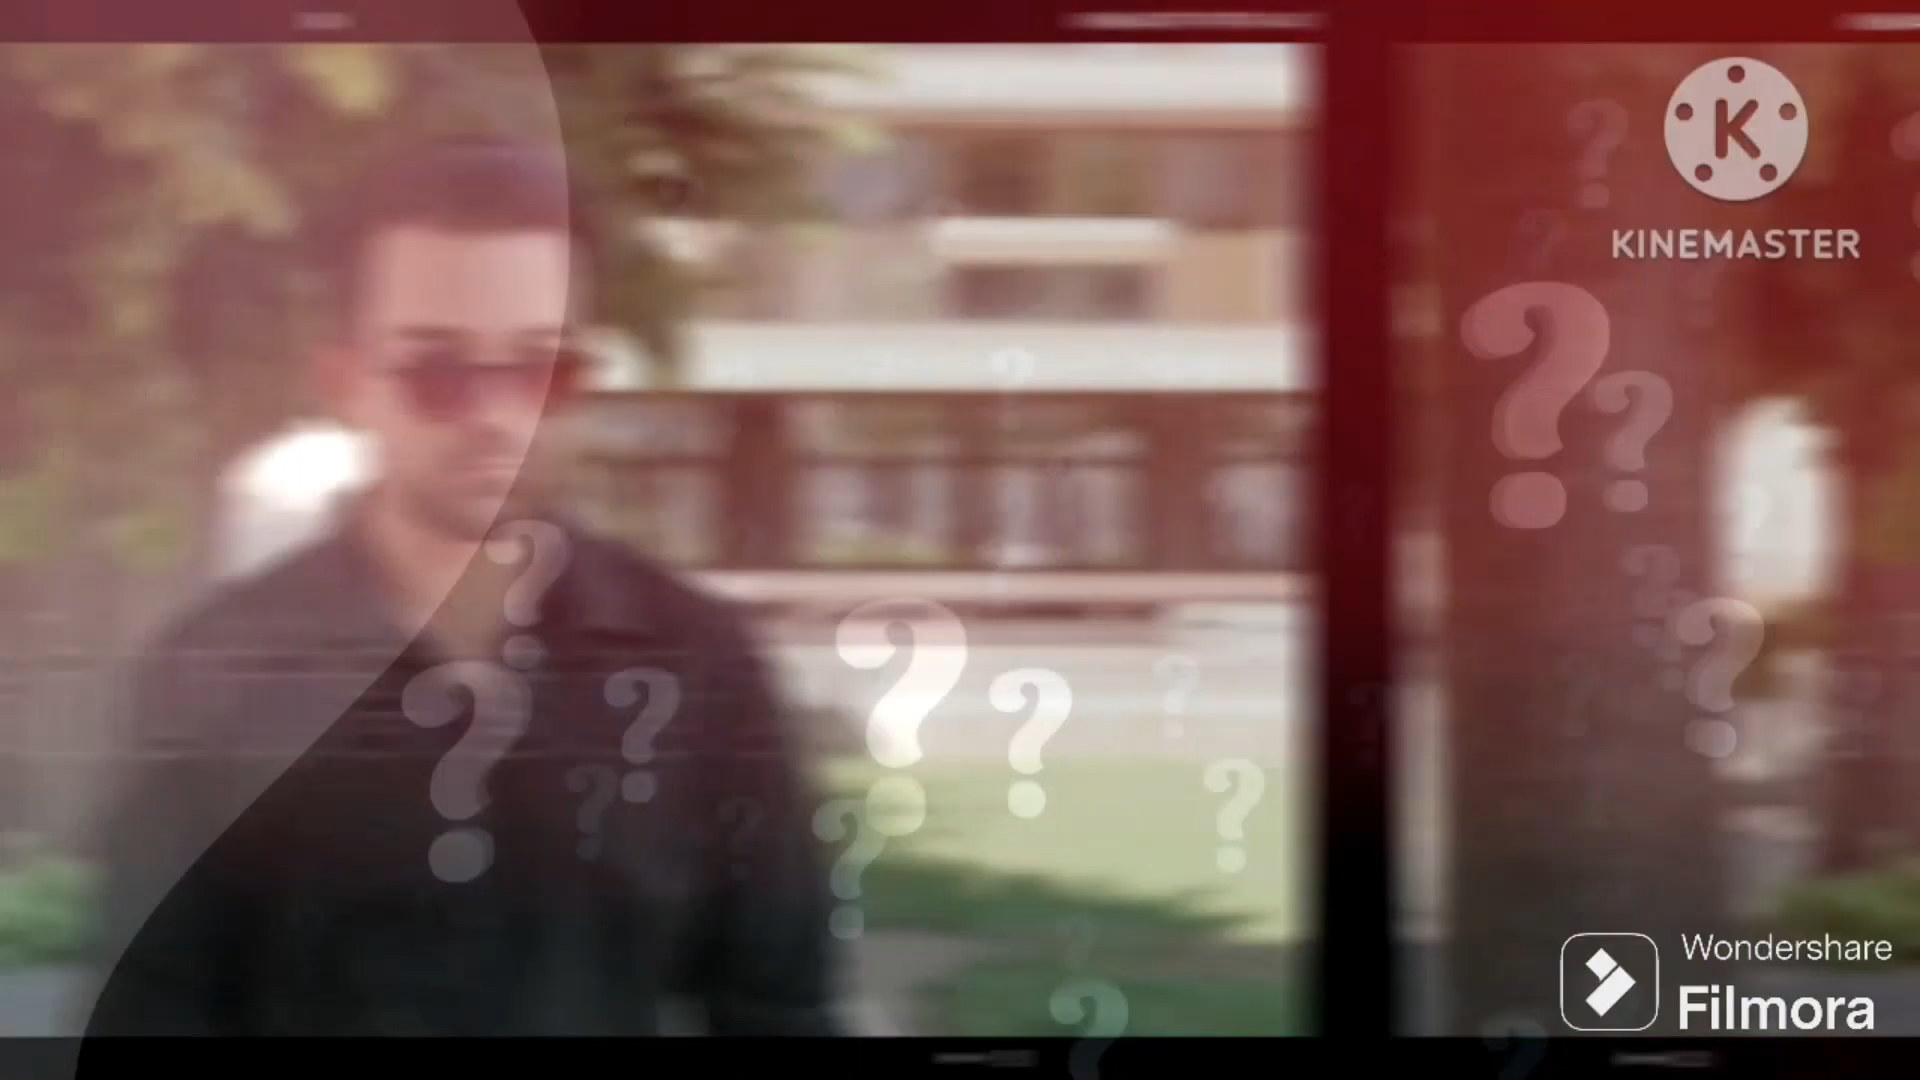 K
KINEMASTER
? ? ? ? ? ? ? ? ? ? ? ?
Wondershare
Filmora